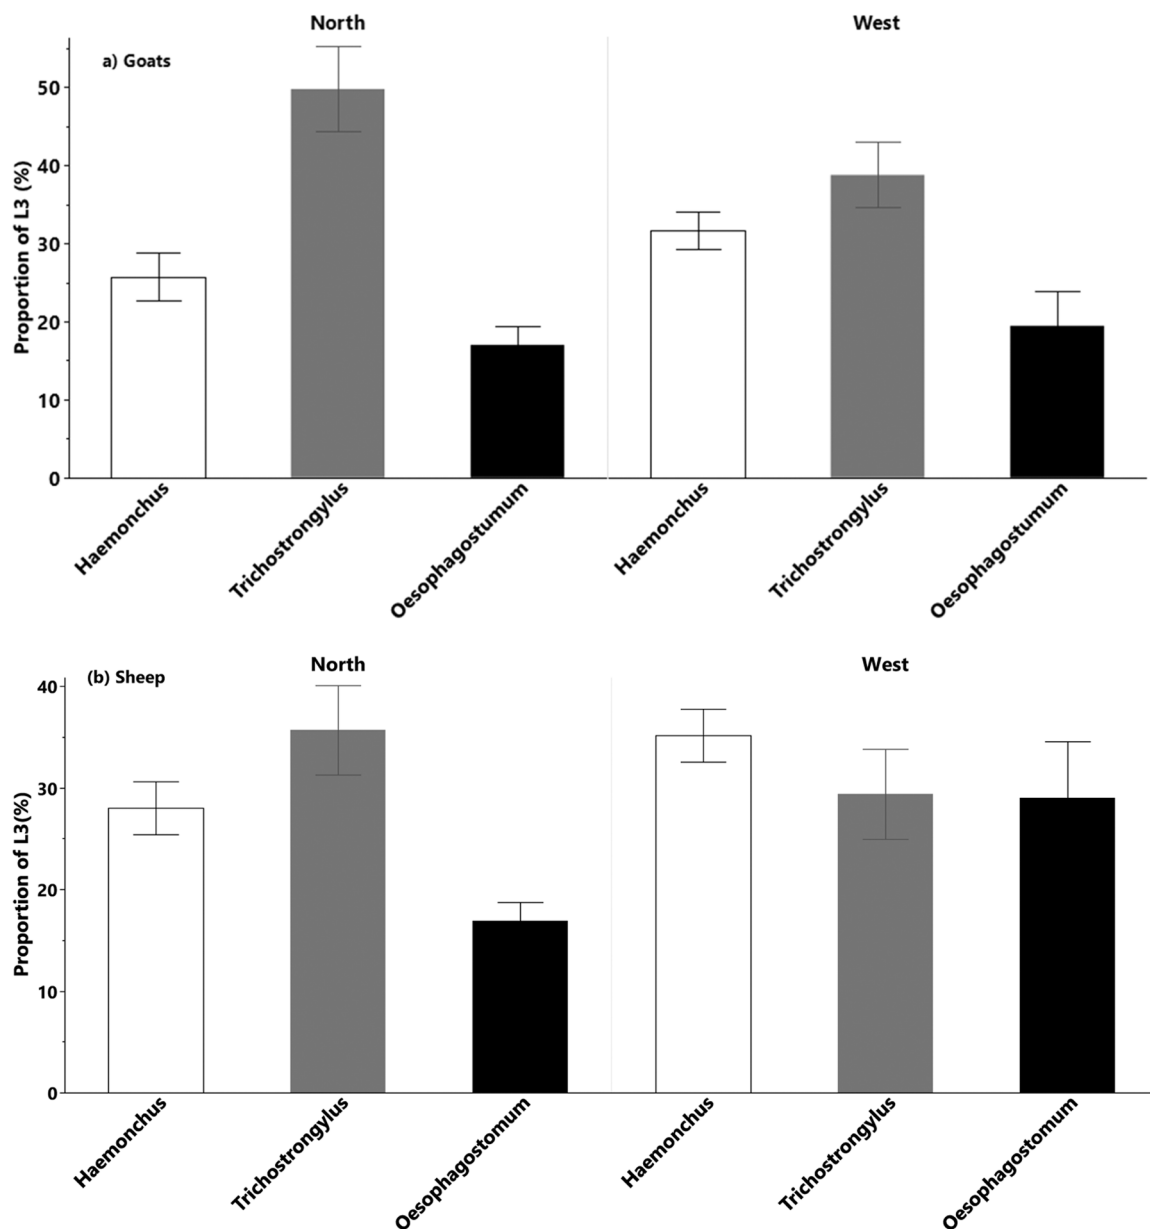 North
West
a) Goats
Proportion of L3 (%)
50
40
30
20
10
0
Haemonchus
Trichostrongylus
Oesophagostumum
Haemonchus
Trichostrongylus
Oesophagostumum
North
West
(b) Sheep
Proportion of L3(%)
40
30
20
10
0
Haemonchus
Trichostrongylus
Oesophagostomum
Haemonchus
Trichostrongylus
Oesophagostomum